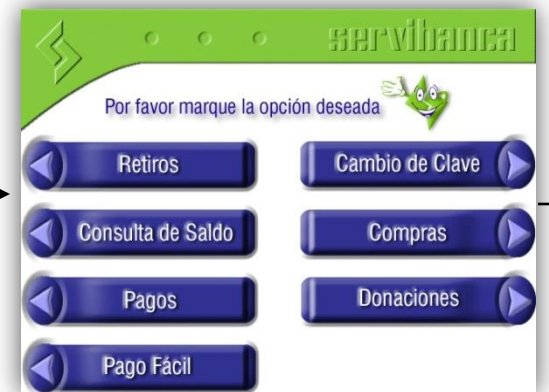 servibanca
Por favor marque la opción deseada
Retiros
Cambio de Clave
Consulta de Saldo
Compras
Pagos
Donaciones
Pago Fácil